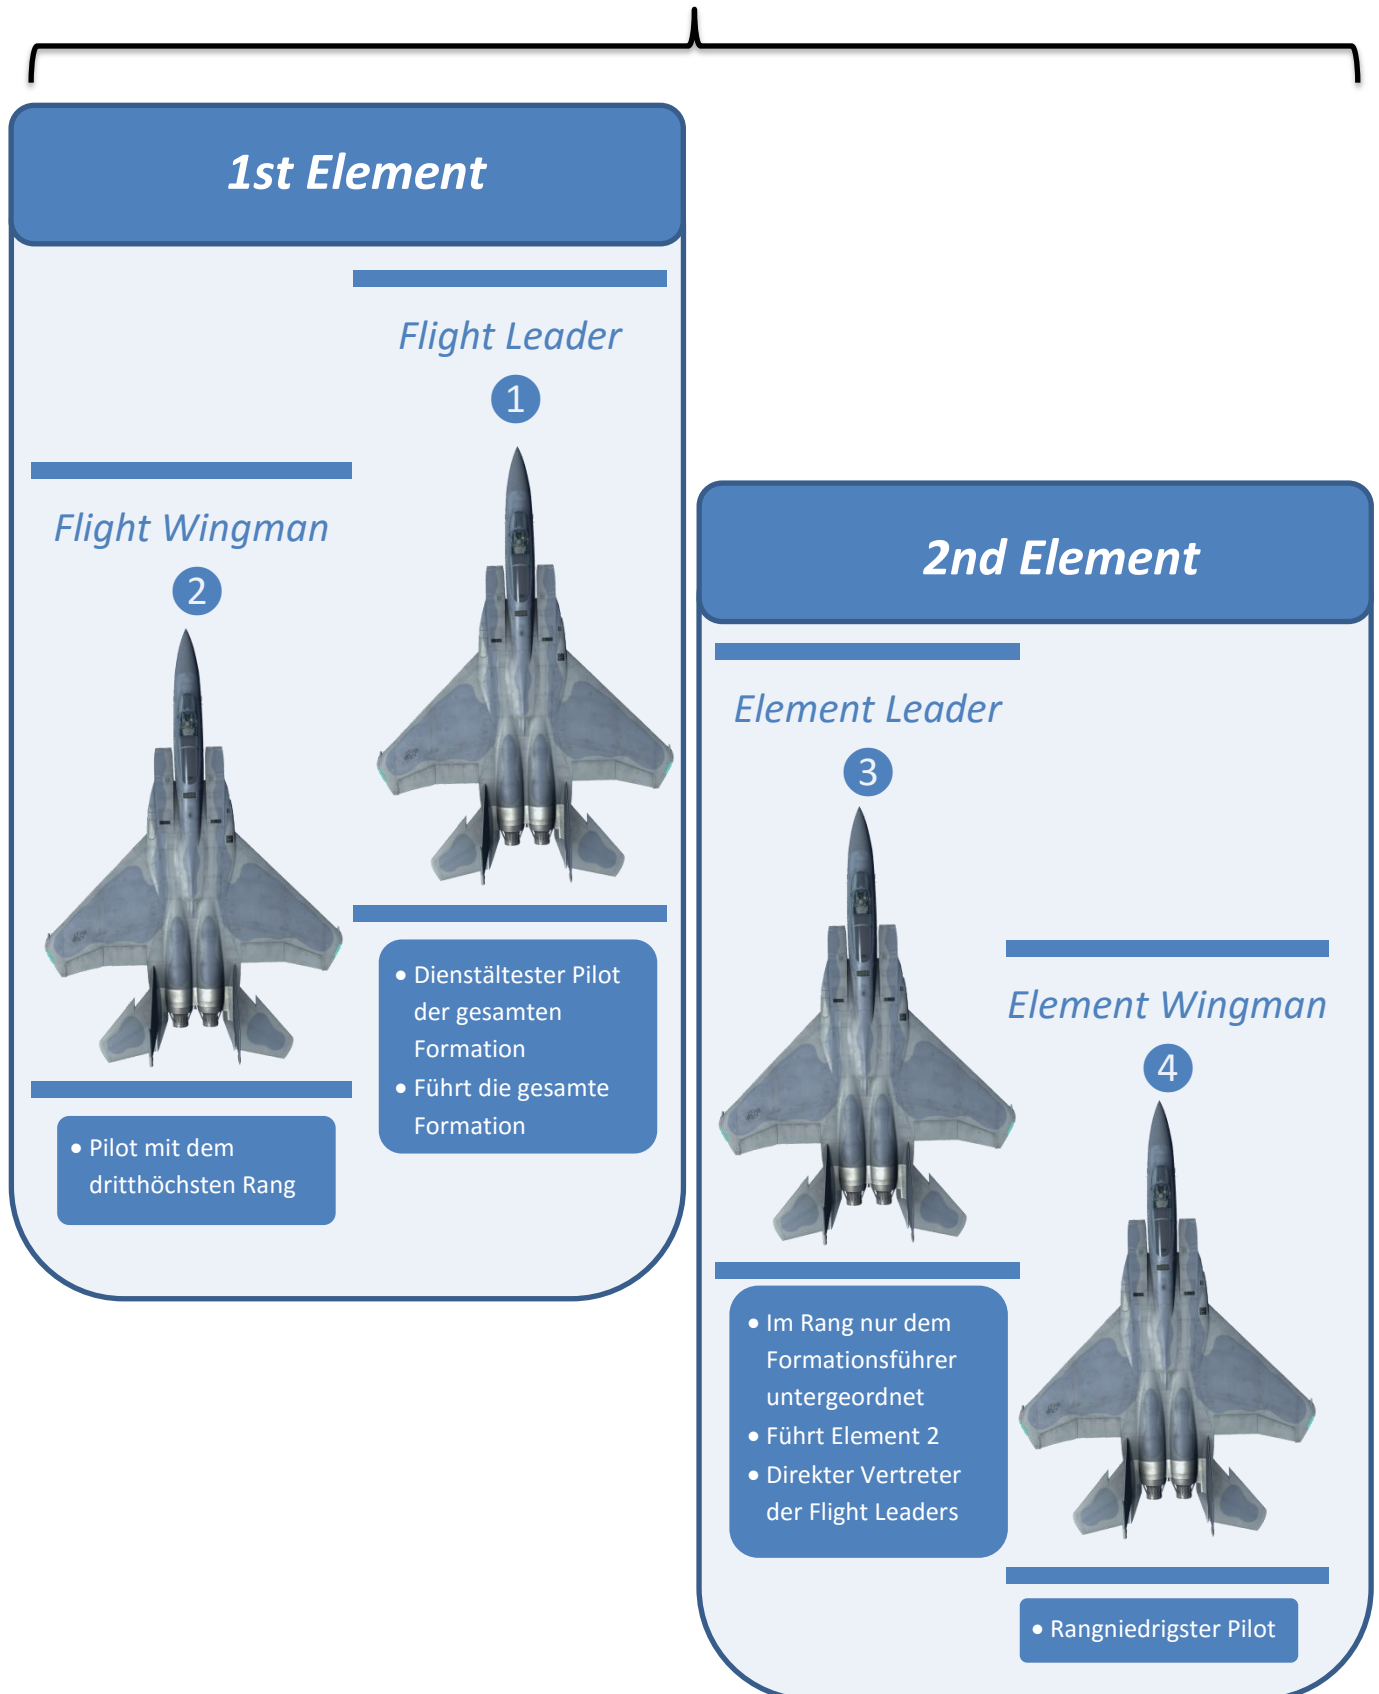 1st Element
Flight Leader
1
Flight Wingman
2
• Dienstältester Pilot
der gesamten
Formation
• Führt die gesamte
Formation
• Pilot mit dem
dritthöchsten Rang
2nd Element
Element Leader
3
Element Wingman
4
• Im Rang nur dem
Formationsführer
untergeordnet
• Führt Element 2
• Direkter Vertreter
der Flight Leaders
• Rangniedrigster Pilot